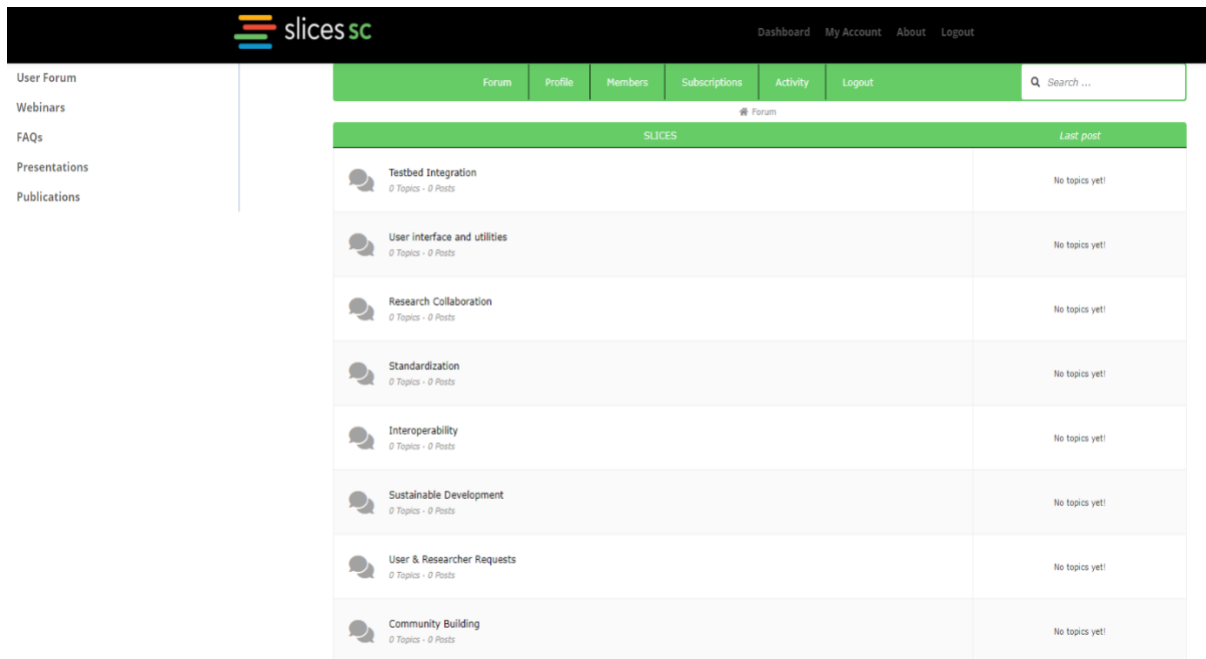 slices sc
Dashboard My Account About Logout
User Forum
Webinars
FAQs
Presentations
Publications
Forum Profile Members Subscriptions Activity Logout
Search ...
Forum
SLICES Last post
Testbed Integration
0 Topics - 0 Posts
No topics yet!
User interface and utilities
0 Topics - 0 Posts
No topics yet!
Research Collaboration
0 Topics - 0 Posts
No topics yet!
Standardization
0 Topics - 0 Posts
No topics yet!
Interoperability
0 Topics - 0 Posts
No topics yet!
Sustainable Development
0 Topics - 0 Posts
No topics yet!
User & Researcher Requests
0 Topics - 0 Posts
No topics yet!
Community Building
0 Topics - 0 Posts
No topics yet!